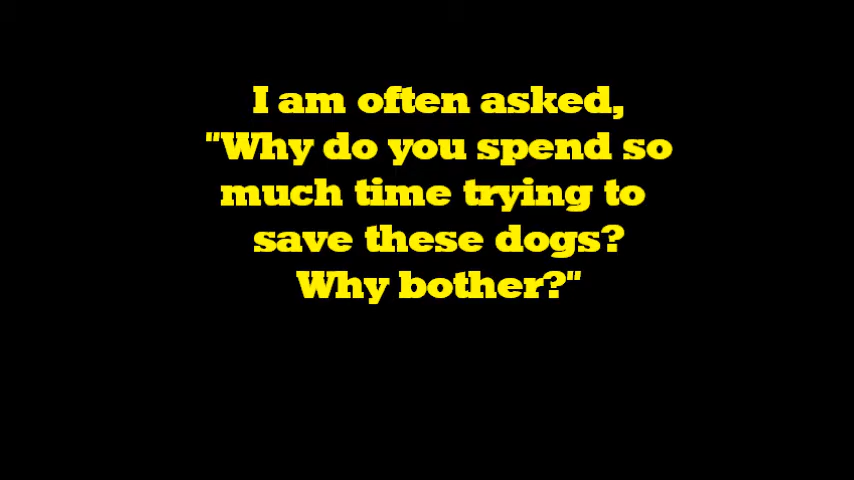 I am often asked,
"Why do you spend so
much time trying to
save these dogs?
Why bother?"